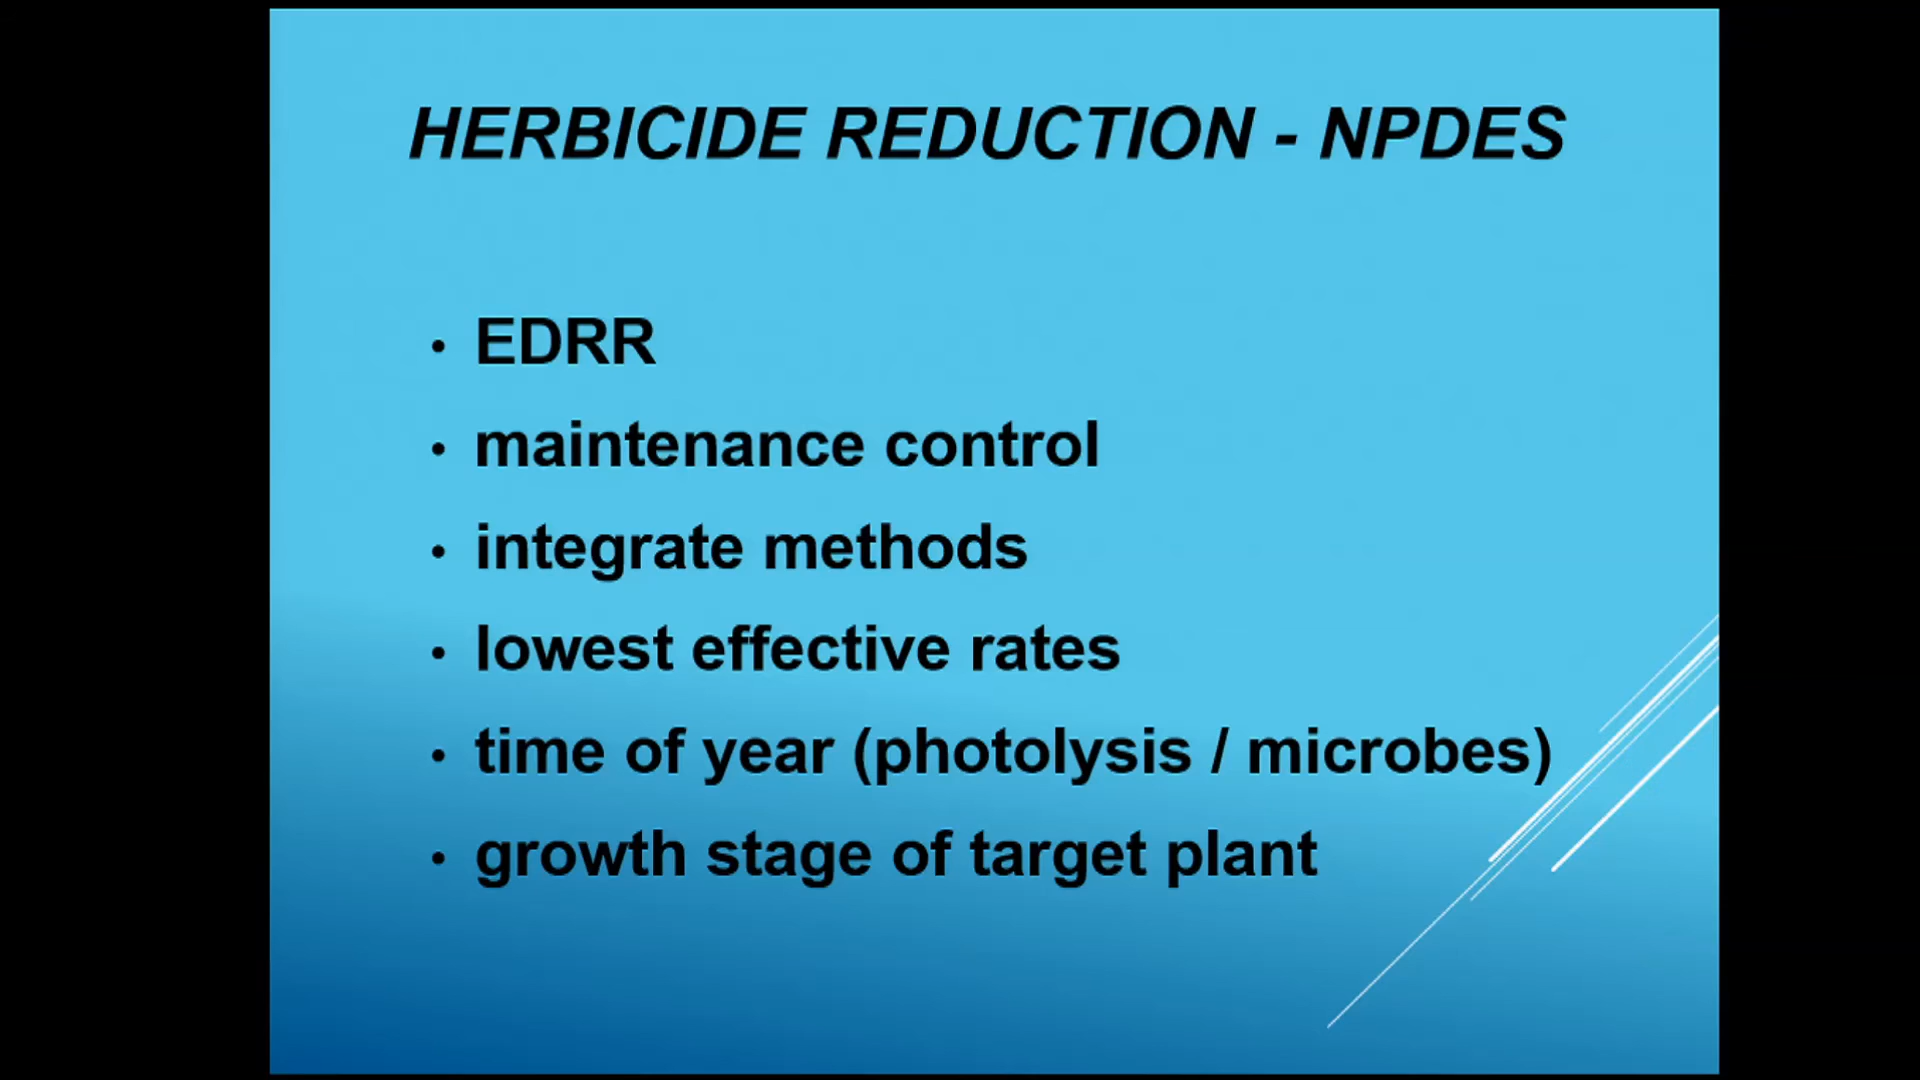 HERBICIDE REDUCTION - NPDES
• EDRR
• maintenance control
• integrate methods
• lowest effective rates
• time of year (photolysis / microbes)
• growth stage of target plant